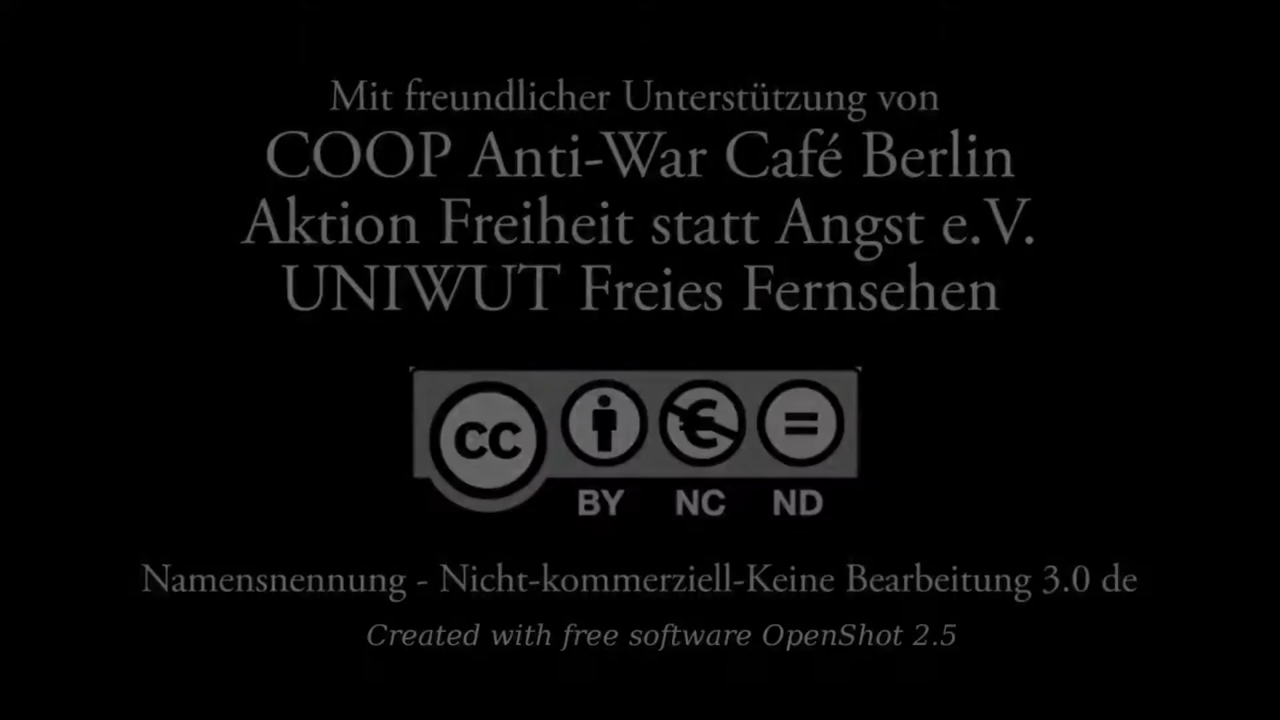 Mit freundlicher Unterstützung von
COOP Anti-War Café Berlin
Aktion Freiheit statt Angst e.V.
UNIWUT Freies Fernsehen
cc € =
BY NC ND
Namensnennung - Nicht-kommerziell-Keine Bearbeitung 3.0 de
Created with free software OpenShot 2.5